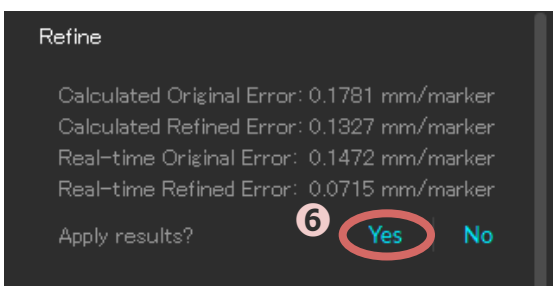 Refine
Calculated Original Error: 0.1781 mm/marker
Calculated Refined Error: 0.1327 mm/marker
Real-time Original Error: 0.1472 mm/marker
Real-time Refined Error: 0.0715 mm/marker
Apply results? 6 Yes No